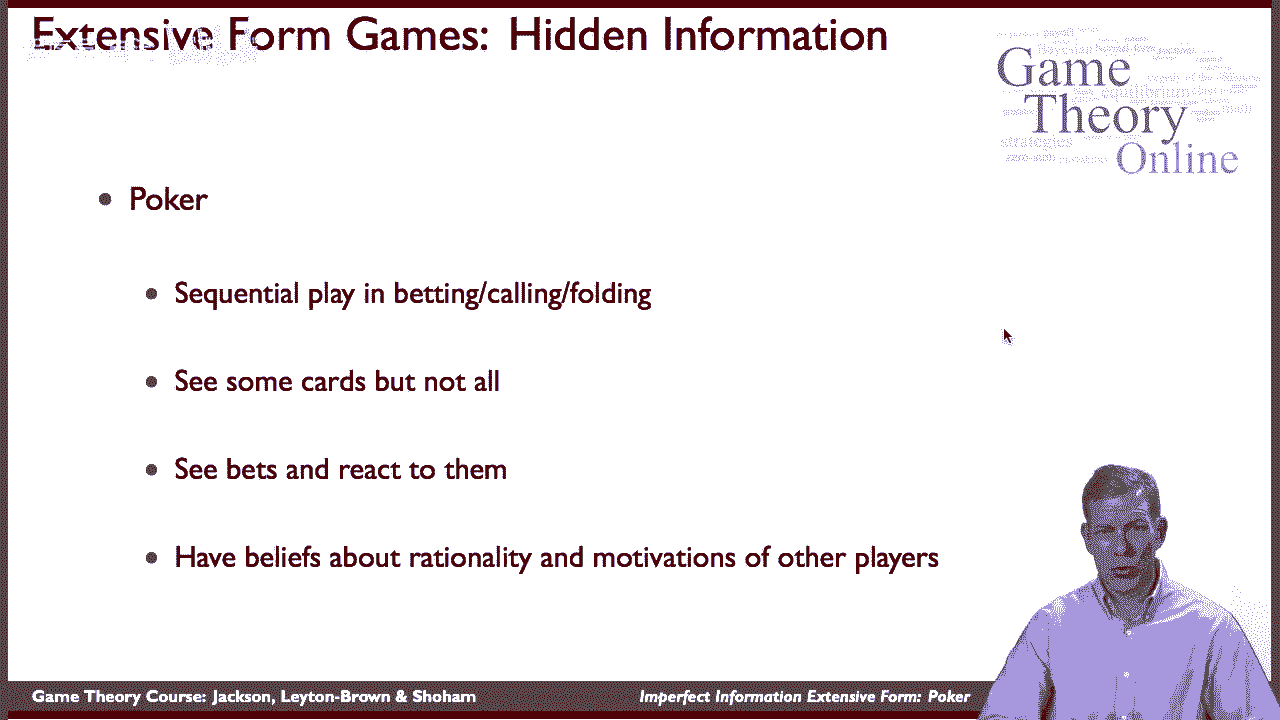 Extensive Form Games: Hidden Information
Game
Theory
Online
strategies
• Poker
• Sequential play in betting/calling/folding
• See some cards but not all
• See bets and react to them
• Have beliefs about rationality and motivations of other players
Game Theory Course: Jackson, Leyton-Brown & Shoham
Imperfect Information Extensive Form: Poker